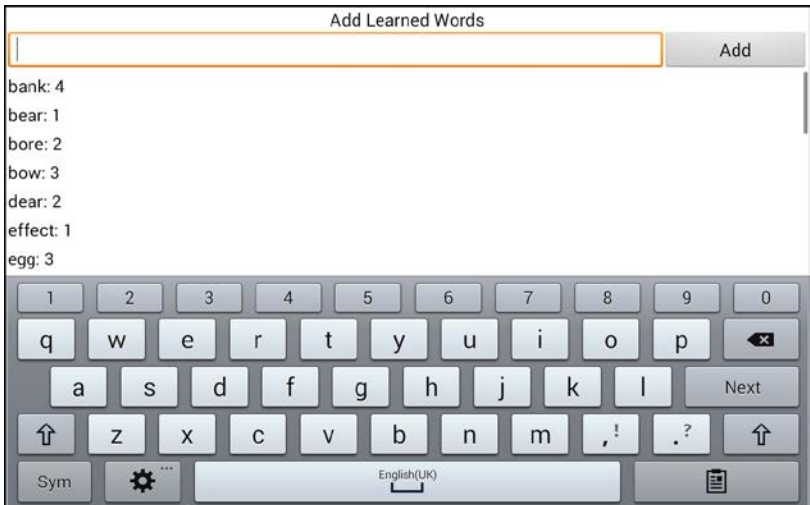 Add Learned Words
Add
bank: 4
bear: 1
bore: 2
bow: 3
dear: 2
effect: 1
egg: 3
1 2 3 4 5 6 7 8 9 0
q w e r t y u i o p
a s d f g h j k l Next
z x c v b n m , ! . ?
Sym ... English(UK)